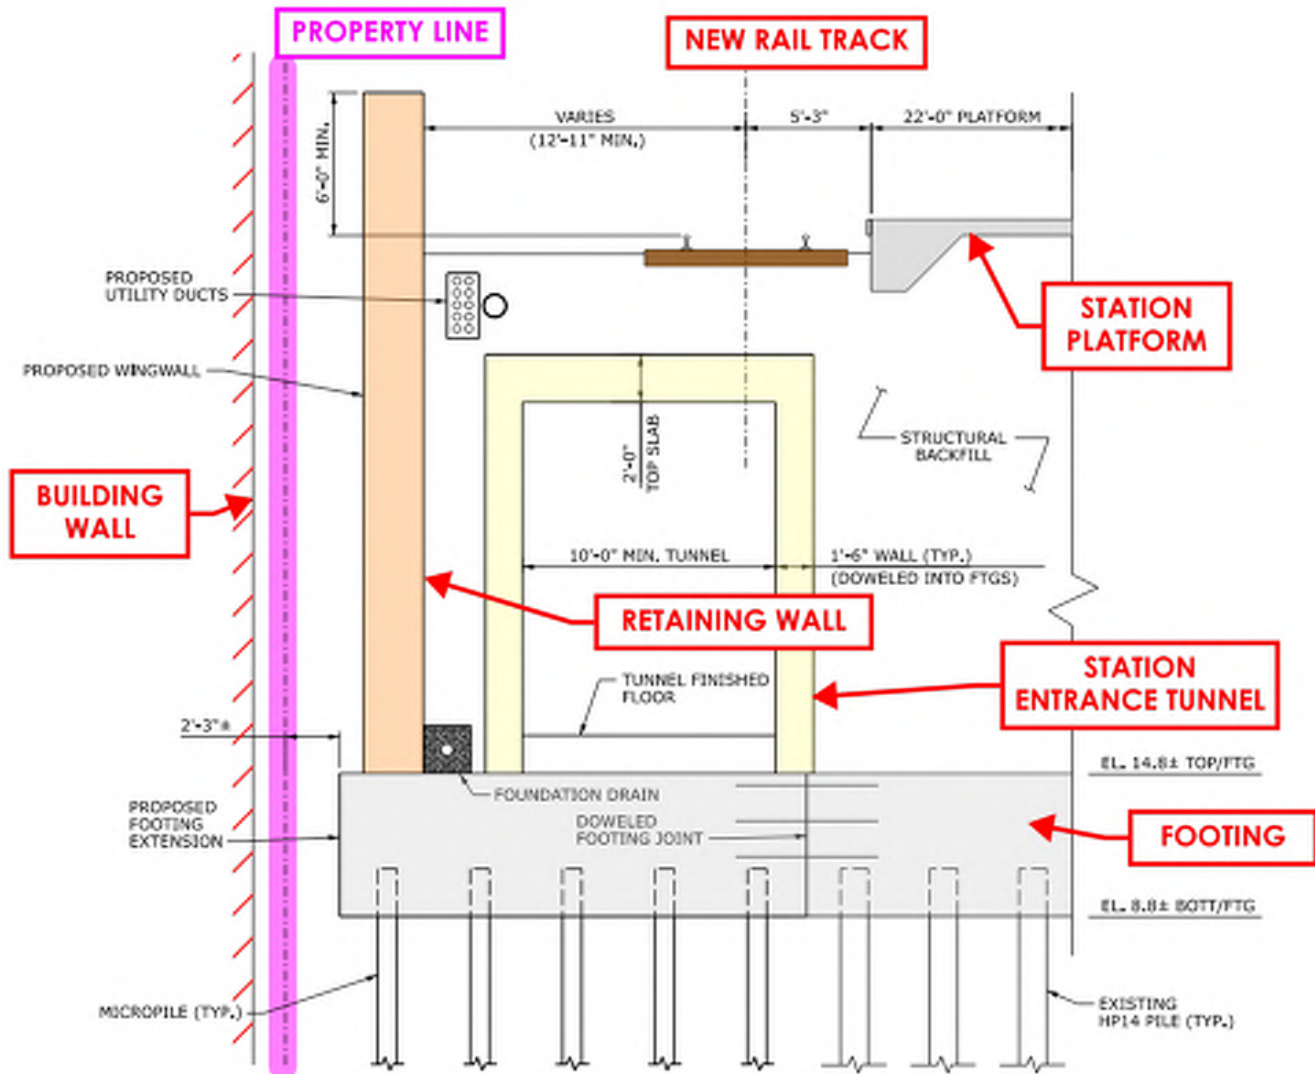 PROPERTY LINE
NEW RAIL TRACK
6'-0" MIN.
VARIES
(12'-11" MIN.)
5'-3"
22'-0" PLATFORM
PROPOSED
UTILITY DUCTS
STATION
PLATFORM
PROPOSED WINGWALL
2'-0"
TOP SLAB
STRUCTURAL
BACKFILL
BUILDING
WALL
10'-0" MIN. TUNNEL
1'-6" WALL (TYP.)
(DOWELED INTO FTGS)
RETAINING WALL
STATION
ENTRANCE TUNNEL
TUNNEL FINISHED
FLOOR
2'-3"±
EL. 14.8± TOP/FTG
FOUNDATION DRAIN
PROPOSED
FOOTING
EXTENSION
DOWELED
FOOTING JOINT
FOOTING
EL. 8.8± BOTT/FTG
MICROPILE (TYP.)
EXISTING
HP14 PILE (TYP.)